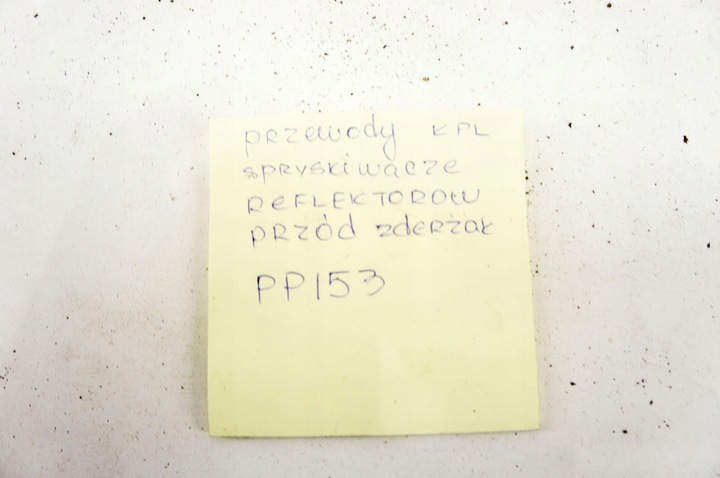 przewody KPL
spryskiwacze
REFLEKTORÓW
PRZÓD zderzak
PP153